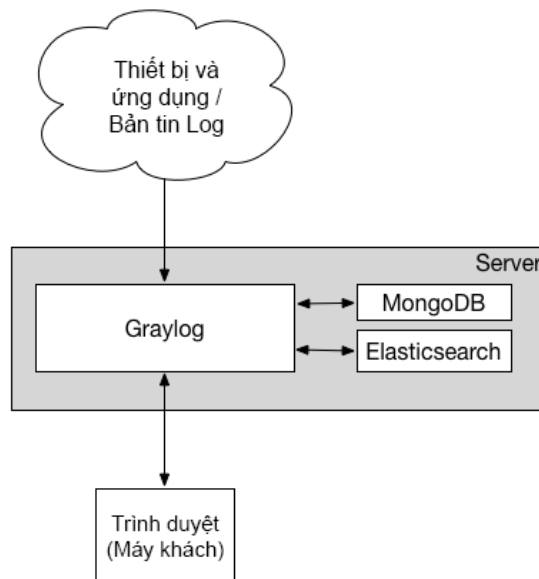 Thiết bị và
ứng dụng /
Bản tin Log
Server
Graylog
MongoDB
Elasticsearch
Trình duyệt
(Máy khách)